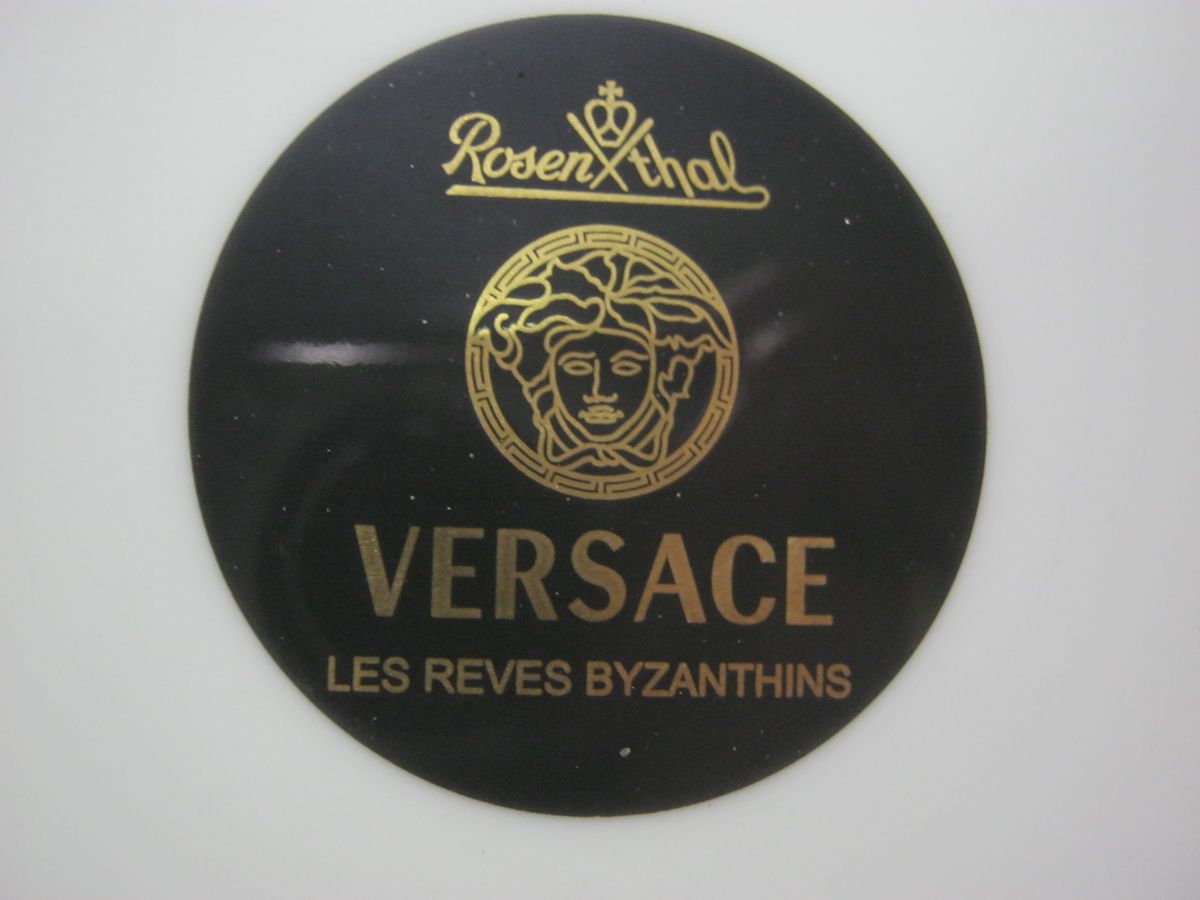 Rosenthal
VERSACE
LES REVES BYZANTHINS